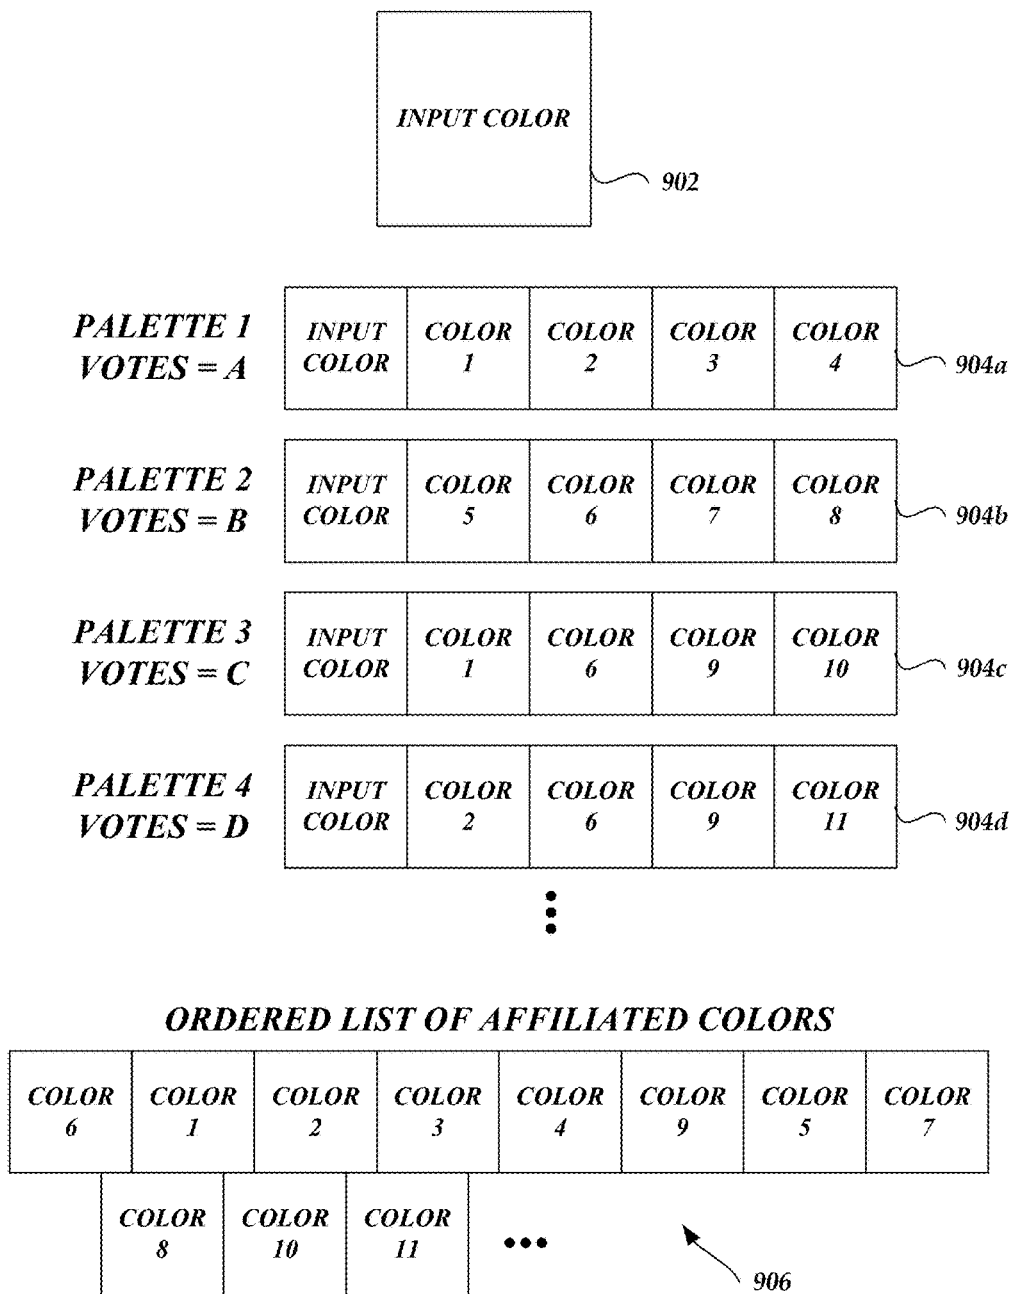 INPUT COLOR
902
PALETTE 1
VOTES = A
INPUT COLOR
COLOR 1
COLOR 2
COLOR 3
COLOR 4
904a
PALETTE 2
VOTES = B
INPUT COLOR
COLOR 5
COLOR 6
COLOR 7
COLOR 8
904b
PALETTE 3
VOTES = C
INPUT COLOR
COLOR 1
COLOR 6
COLOR 9
COLOR 10
904c
PALETTE 4
VOTES = D
INPUT COLOR
COLOR 2
COLOR 6
COLOR 9
COLOR 11
904d
ORDERED LIST OF AFFILIATED COLORS
COLOR 6
COLOR 1
COLOR 2
COLOR 3
COLOR 4
COLOR 9
COLOR 5
COLOR 7
COLOR 8
COLOR 10
COLOR 11
906